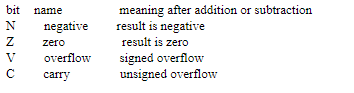 bit name meaning after addition or subtraction
N negative result is negative
Z zero result is zero
V overflow signed overflow
C carry unsigned overflow